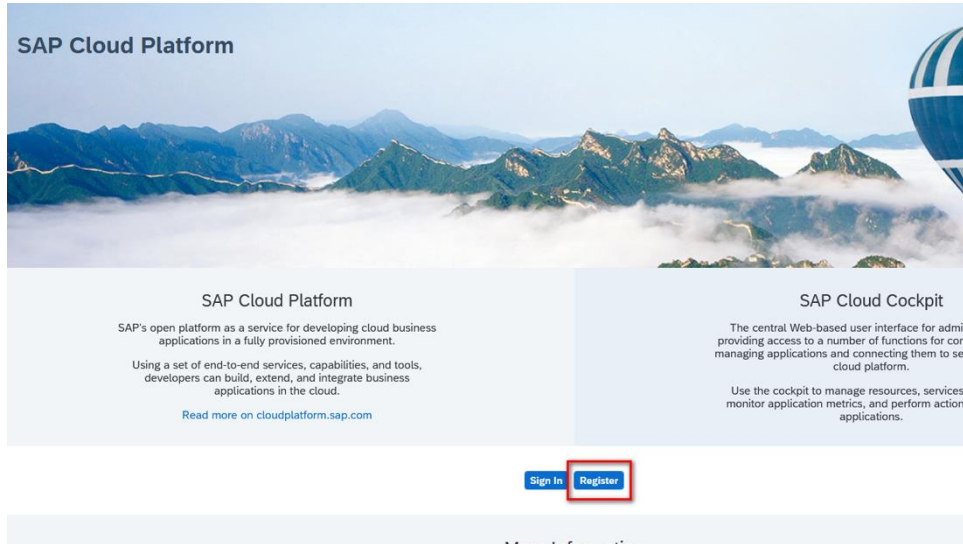 SAP Cloud Platform
SAP Cloud Platform
SAP's open platform as a service for developing cloud business
applications in a fully provisioned environment.
Using a set of end-to-end services, capabilities, and tools,
developers can build, extend, and integrate business
applications in the cloud.
Read more on cloudplatform.sap.com
SAP Cloud Cockpit
The central Web-based user interface for
providing access to a number of functions for
managing applications and connecting them to
cloud platform.
Use the cockpit to manage resources, services
monitor application metrics, and perform
applications.
Sign In Register